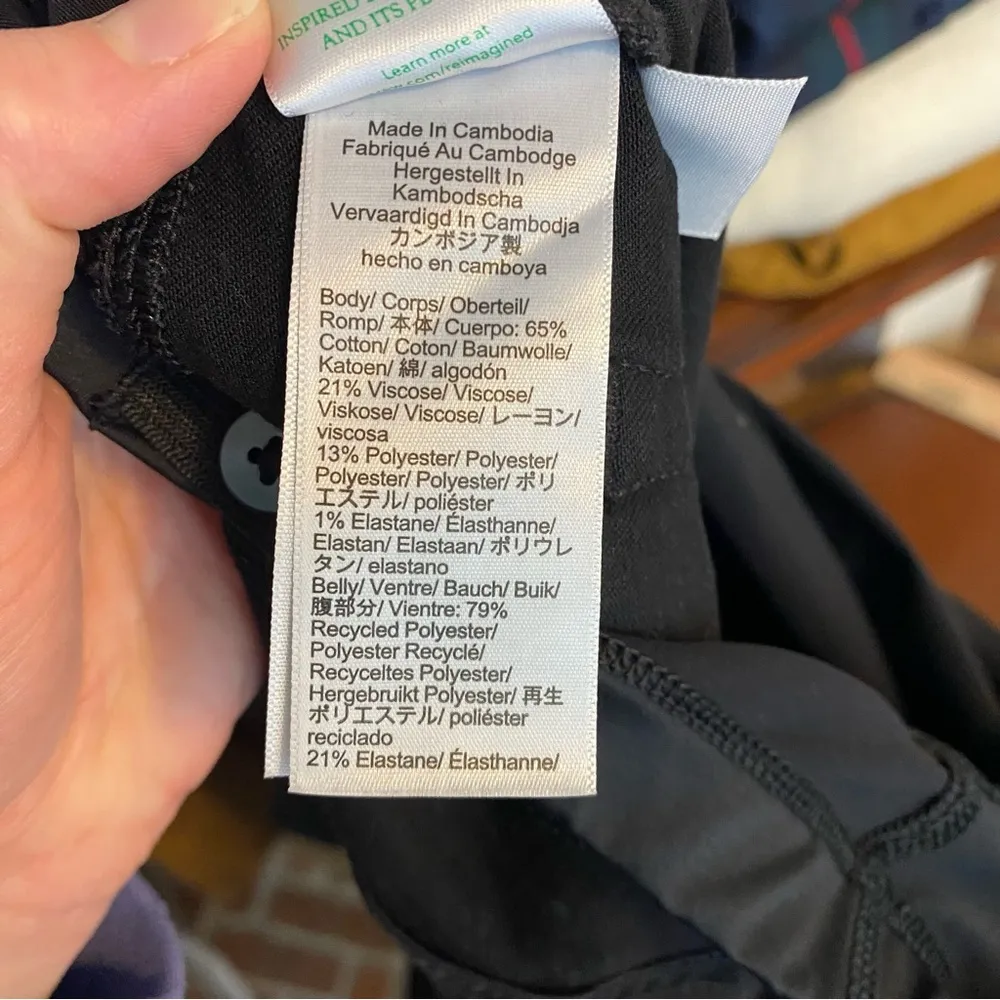 INSPIRED
AND ITS
Learn more at
.com/reimagined
Made In Cambodia
Fabriqué Au Cambodge
Hergestellt In
Kambodscha
Vervaardigd In Cambodja
カンボジア製
hecho en camboya
Body/ Corps/ Oberteil/
Romp/ 本体/ Cuerpo: 65%
Cotton/ Coton/ Baumwolle/
Katoen/ 綿/ algodón
21% Viscose/ Viscose/
Viskose/ Viscose/ レーヨン/
viscosa
13% Polyester/ Polyester/
Polyester/ Polyester/ ポリ
エステル/ poliéster
1% Elastane/ Élasthanne/
Elastan/ Elastaan/ ポリウレ
タン/ elastano
Belly/ Ventre/ Bauch/ Buik/
腹部分/ Vientre: 79%
Recycled Polyester/
Polyester Recyclé/
Recyceltes Polyester/
Hergebruikt Polyester/ 再生
ポリエステル/ poliéster
reciclado
21% Elastane/ Élasthanne/